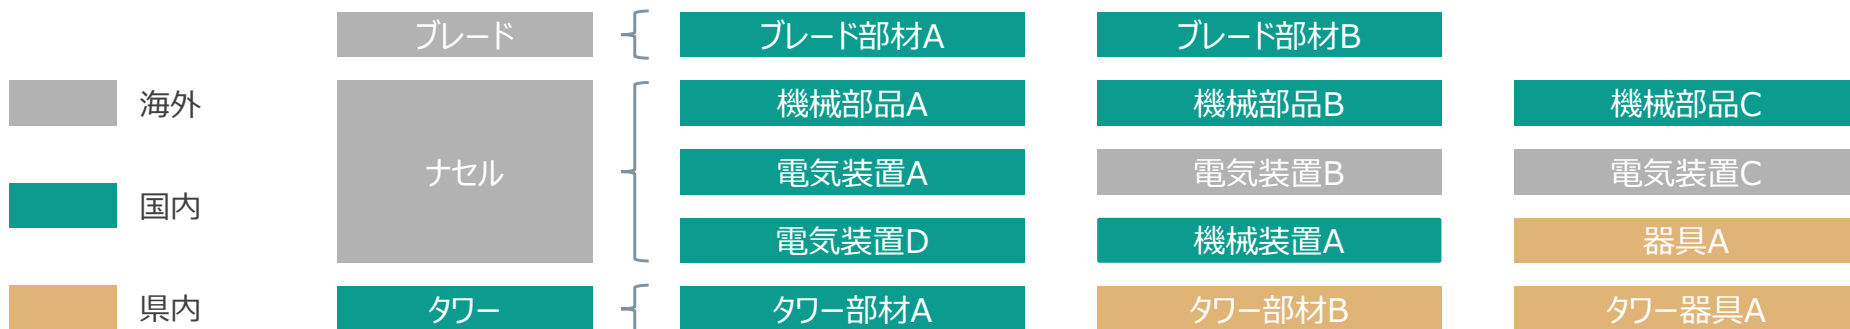 海外
国内
県内
ブレード
ブレード部材A
ブレード部材B
ナセル
機械部品A
機械部品B
機械部品C
電気装置A
電気装置B
電気装置C
電気装置D
機械装置A
器具A
タワー
タワー部材A
タワー部材B
タワー器具A